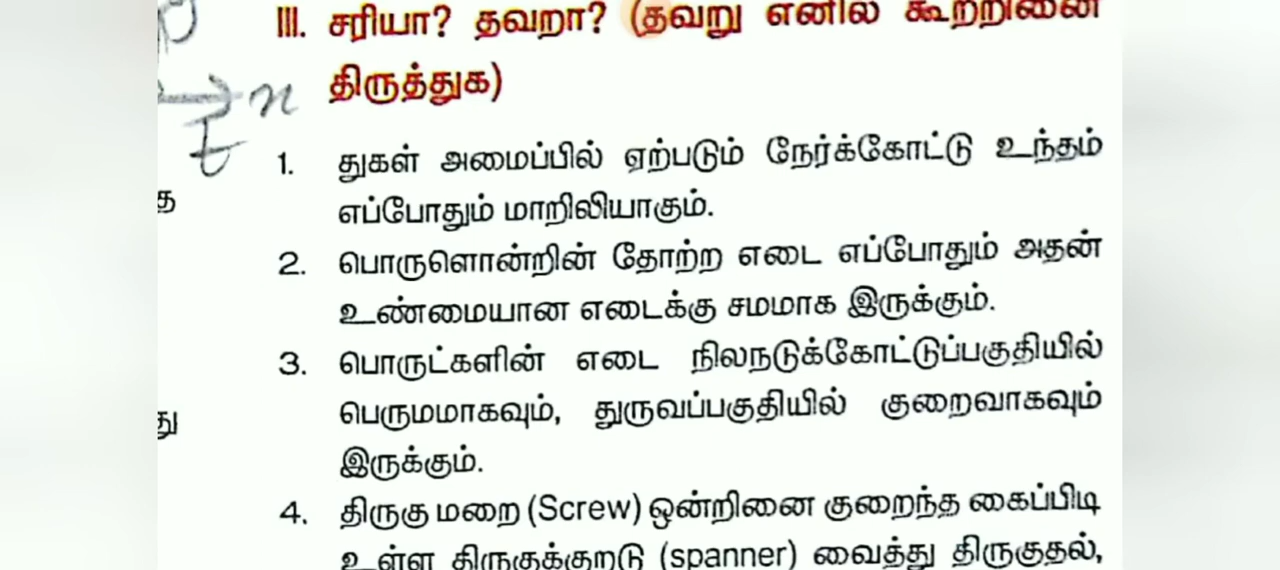 III. சரியா? தவறா? (தவறு எனில் கூற்றினை
திருத்துக)
n
t
1. துகள் அமைப்பில் ஏற்படும் நேர்க்கோட்டு உந்தம்
எப்போதும் மாறிலியாகும்.
த
2. பொருளொன்றின் தோற்ற எடை எப்போதும் அதன்
உண்மையான எடைக்கு சமமாக இருக்கும்.
3. பொருட்களின் எடை நிலநடுக்கோட்டுப்பகுதியில்
பெருமமாகவும், துருவப்பகுதியில் குறைவாகவும்
து
இருக்கும்.
4. திருகு மறை (Screw) ஒன்றினை குறைந்த கைப்பிடி
உள்ள திருகுக்குறடு (spanner) வைத்து திருகுதல்,